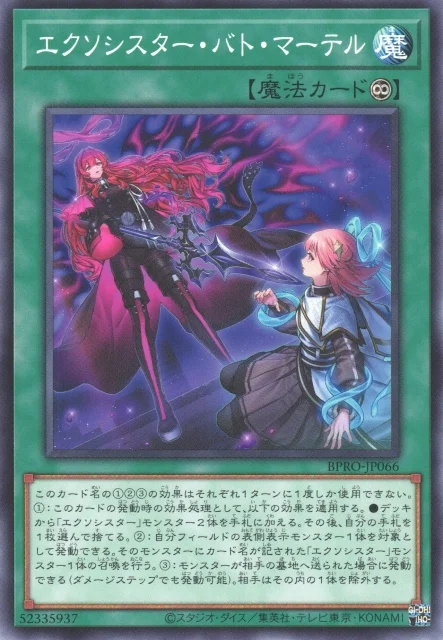 エクソシスター・バト・マーテル
魔
【魔法カード】
BPRO-JP066
このカード名の①②③の効果はそれぞれ1ターンに1度しか使用できない。
①：このカードの発動時の効果処理として、以下の効果を適用する。●デッキ
から「エクソシスター」モンスター2体を手札に加える。その後、自分の手札を
1枚選んで捨てる。②：自分フィールドの表側表示モンスター1体を対象と
して発動できる。そのモンスターにカード名が記された「エクソシスター」モン
スター1体の召喚を行う。③：モンスターが相手の墓地へ送られた場合に発動
できる(ダメージステップでも発動可能)。相手はその内の1体を除外する。
52335937
©スタジオ・ダイス/集英社・テレビ東京・KONAMI